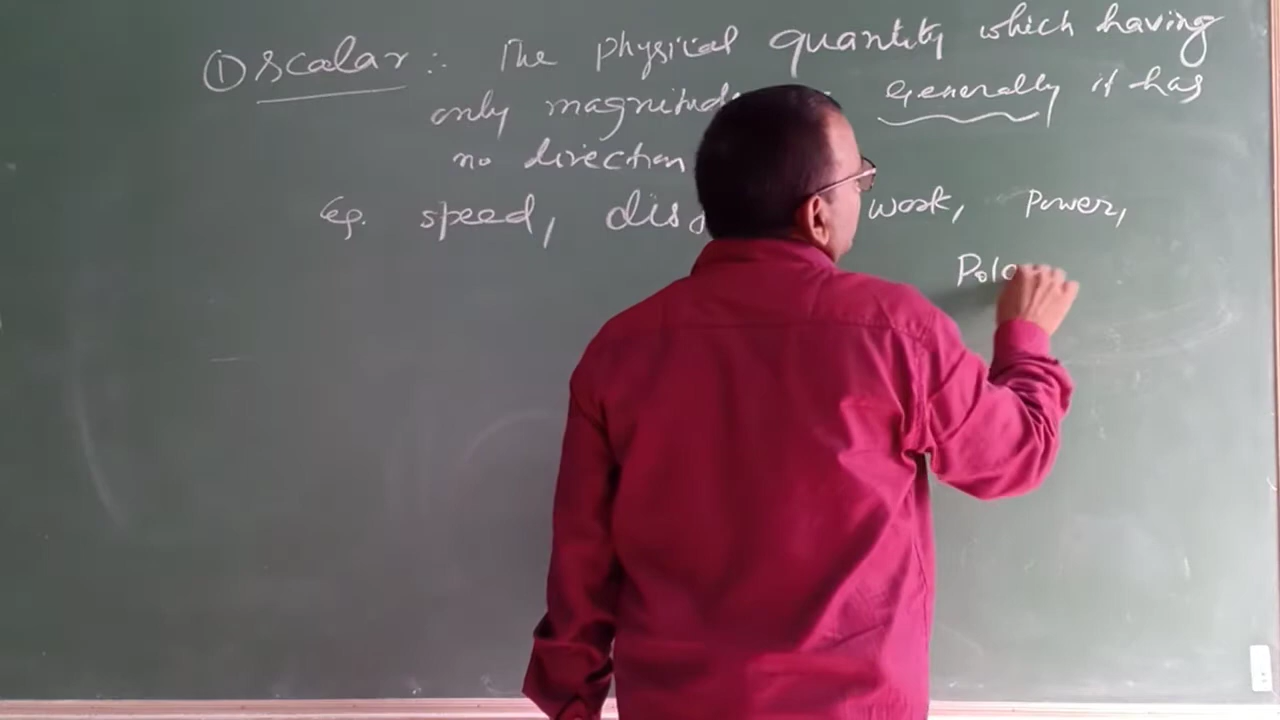 ① Scalar : The physical quantity which having
only magnitude Generally it has
no direction
Eg. speed, work, Power,